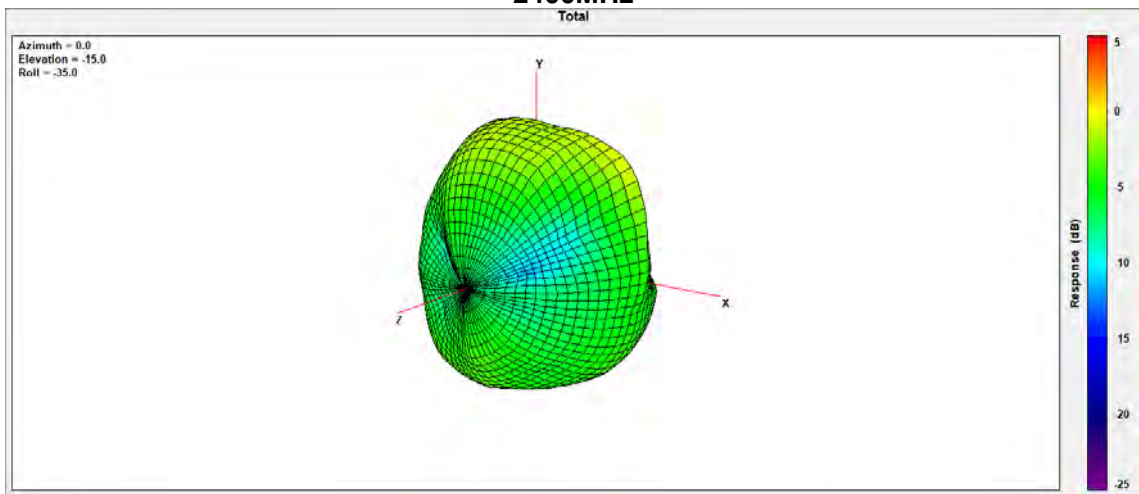 Total
Azimuth = 0.0
Elevation = -15.0
Roll = -35.0
Y
X
Z
5
0
5
10
15
-20
-25
Response (dB)